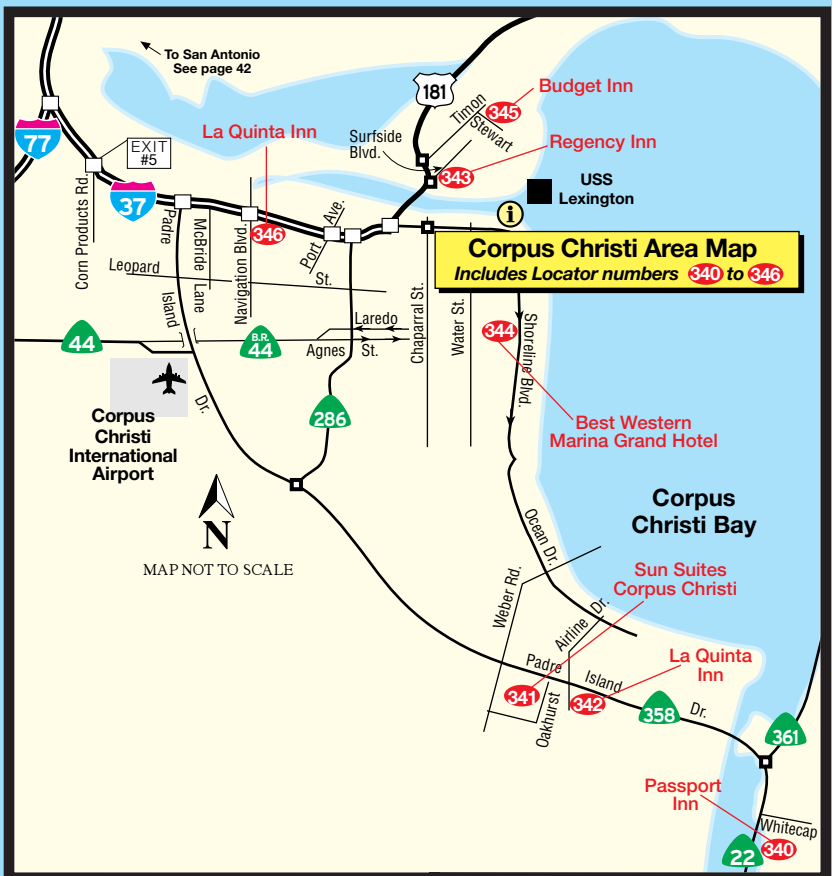 To San Antonio
See page 42
181
Timon
345
Budget Inn
Stewart
77
EXIT
#5
La Quinta Inn
Surfside
Blvd.
343
Regency Inn
USS
Lexington
i
37
Corn Products Rd.
Padre
McBride Lane
Navigation Blvd.
346
Port Ave.
Corpus Christi Area Map
Includes Locator numbers 340 to 346
Leopard St.
Island
Chaparral St.
Water St.
344
Shoreline Blvd.
44
B.R.
44
Laredo
Agnes St.
Dr.
286
Best Western
Marina Grand Hotel
Corpus
Christi
International
Airport
N
MAP NOT TO SCALE
Corpus
Christi Bay
Ocean Dr.
Sun Suites
Corpus Christi
Weber Rd.
Airline Dr.
Padre Island Dr.
La Quinta
Inn
341
Oakhurst
342
358
361
Passport
Inn
Whitecap
22
340